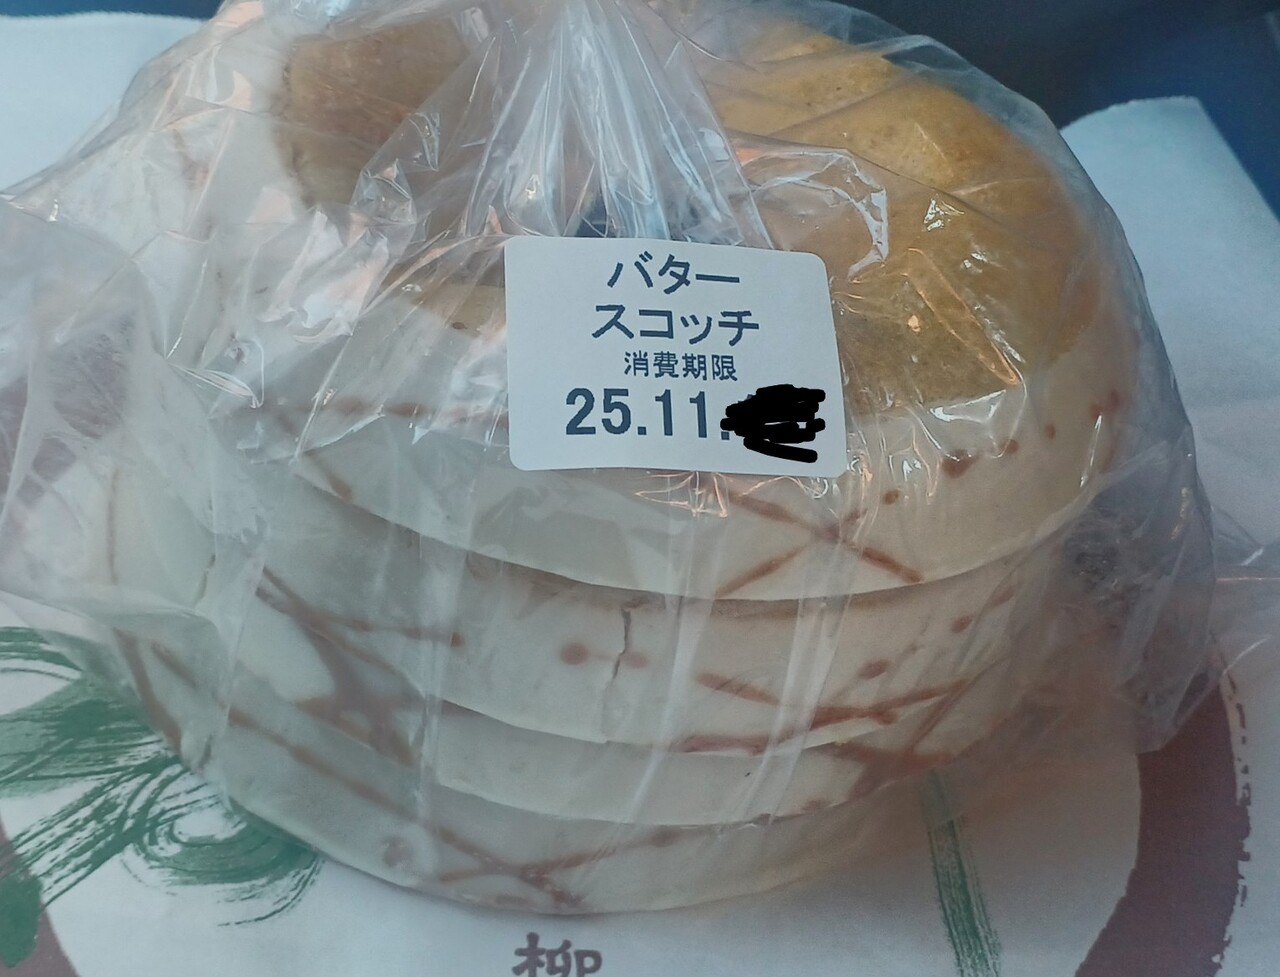 バター
スコッチ
消費期限
25.11.
柳